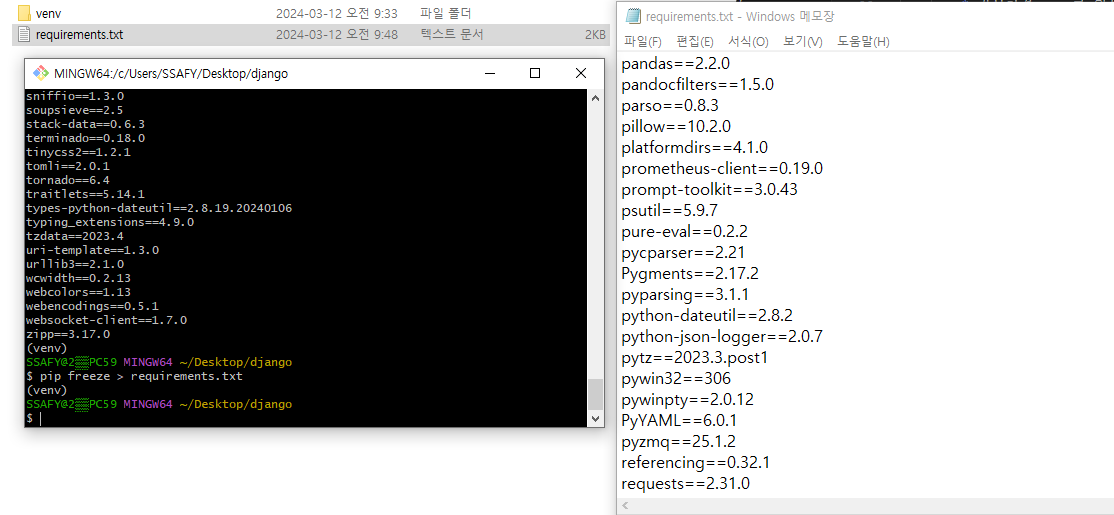 venv 2024-03-12 오전 9:33 파일 폴더
requirements.txt 2024-03-12 오전 9:48 텍스트 문서 2KB
MINGW64:/c/Users/SSAFY/Desktop/django
sniffio==1.3.0
soupsieve==2.5
stack-data==0.6.3
terminado==0.18.0
tinycss2==1.2.1
tomli==2.0.1
tornado==6.4
traitlets==5.14.1
types-python-dateutil==2.8.19.20240106
typing_extensions==4.9.0
tzdata==2023.4
uri-template==1.3.0
urllib3==2.1.0
wcwidth==0.2.13
webcolors==1.13
webencodings==0.5.1
websocket-client==1.7.0
zipp==3.17.0
(venv)
SSAFY@2▒▒PC59 MINGW64 ~/Desktop/django
$ pip freeze > requirements.txt
(venv)
SSAFY@2▒▒PC59 MINGW64 ~/Desktop/django
$
requirements.txt - Windows 메모장
파일(F) 편집(E) 서식(O) 보기(V) 도움말(H)
pandas==2.2.0
pandocfilters==1.5.0
parso==0.8.3
pillow==10.2.0
platformdirs==4.1.0
prometheus-client==0.19.0
prompt-toolkit==3.0.43
psutil==5.9.7
pure-eval==0.2.2
pycparser==2.21
Pygments==2.17.2
pyparsing==3.1.1
python-dateutil==2.8.2
python-json-logger==2.0.7
pytz==2023.3.post1
pywin32==306
pywinpty==2.0.12
PyYAML==6.0.1
pyzmq==25.1.2
referencing==0.32.1
requests==2.31.0